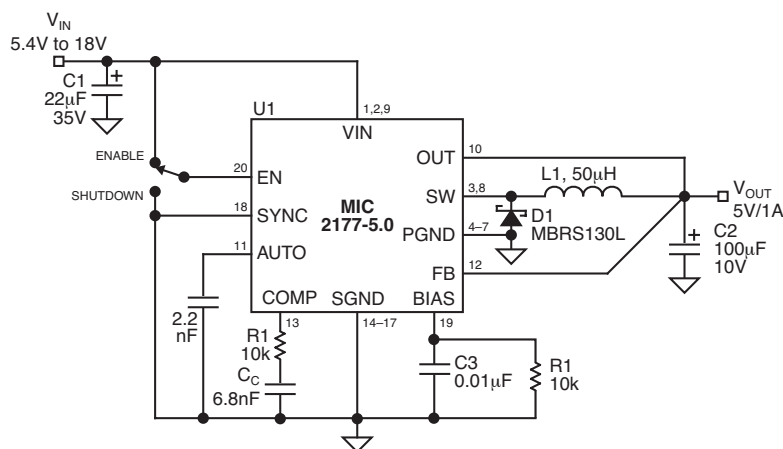 VIN
5.4V to 18V
C1
22µF
35V
U1
1,2,9
VIN
ENABLE
SHUTDOWN
20
EN
18
SYNC
11
AUTO
MIC
2177-5.0
OUT
10
SW
3,8
PGND
4–7
FB
12
L1, 50µH
D1
MBRS130L
VOUT
5V/1A
C2
100µF
10V
COMP
13
SGND
14–17
BIAS
19
2.2
nF
R1
10k
CC
6.8nF
C3
0.01µF
R1
10k